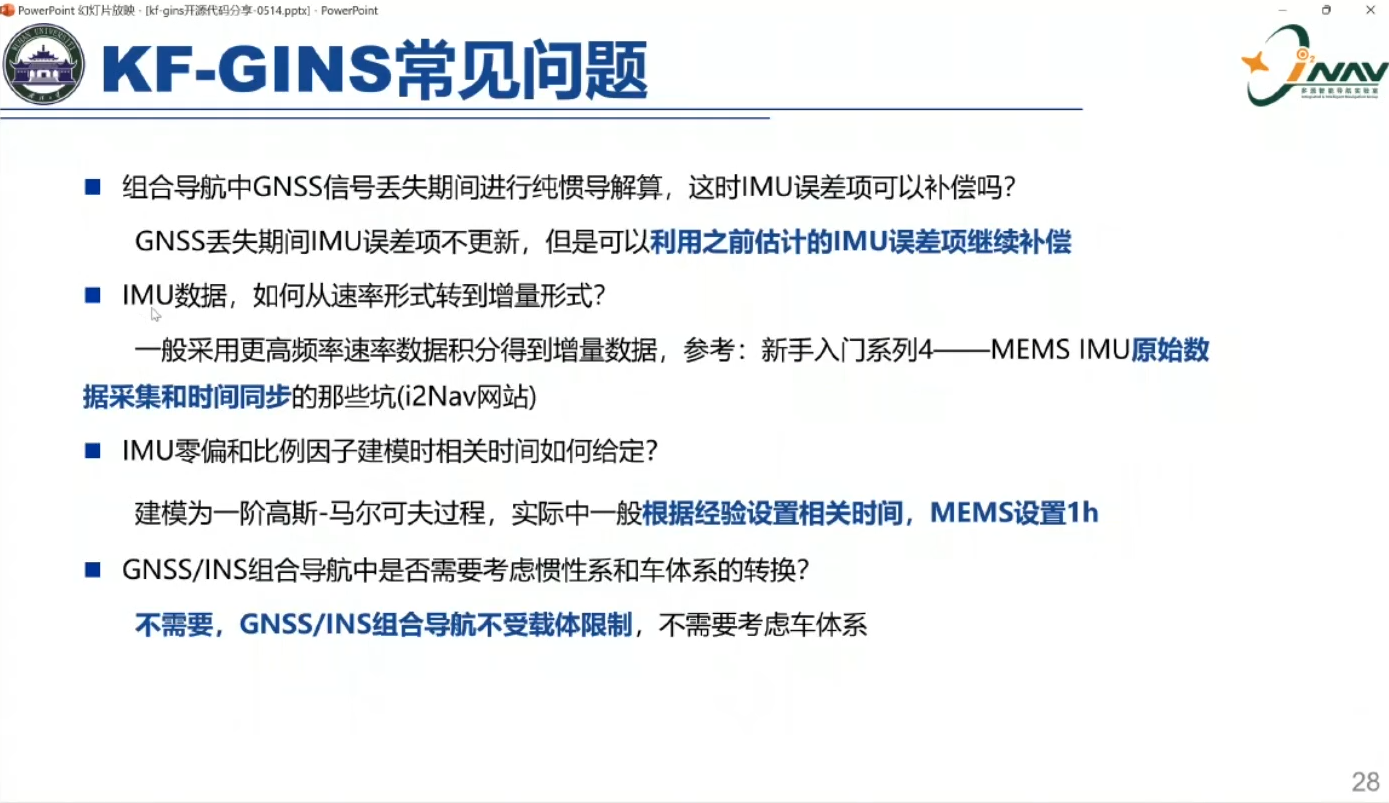 PowerPoint 幻灯片放映 - [kf-gins开源代码分享-0514.pptx] - PowerPoint
KF-GINS常见问题
i2NAV
多源智能导航实验室
组合导航中GNSS信号丢失期间进行纯惯导解算，这时IMU误差项可以补偿吗？
GNSS丢失期间IMU误差项不更新，但是可以利用之前估计的IMU误差项继续补偿
IMU数据，如何从速率形式转到增量形式？
一般采用更高频率速率数据积分得到增量数据，参考：新手入门系列4——MEMS IMU原始数
据采集和时间同步的那些坑(i2Nav网站)
IMU零偏和比例因子建模时相关时间如何给定？
建模为一阶高斯-马尔可夫过程，实际中一般根据经验设置相关时间，MEMS设置1h
GNSS/INS组合导航中是否需要考虑惯性系和车体系的转换？
不需要，GNSS/INS组合导航不受载体限制，不需要考虑车体系
28